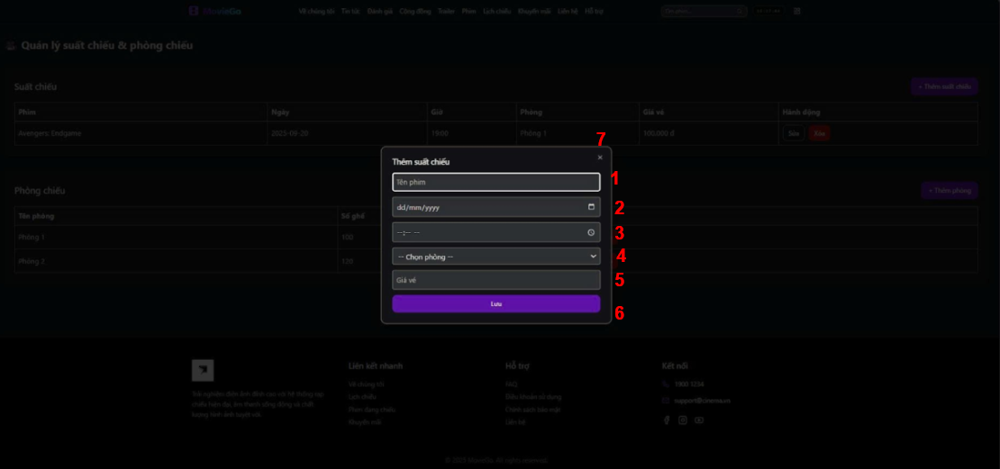 MovieGo
Về chúng tôi Tin tức Đánh giá Cộng đồng Trailer Phim Lịch chiếu Khuyến mãi Liên hệ Hỗ trợ
Quản lý suất chiếu & phòng chiếu
Suất chiếu
+ Thêm suất chiếu
Phim Ngày Giờ Phòng Giá vé Hành động
Avengers: Endgame 2025-09-20 19:00 Phòng 1 100.000 đ Sửa Xóa
7
Thêm suất chiếu ×
Tên phim 1
dd/mm/yyyy 2
--:-- -- 3
-- Chọn phòng -- 4
Giá vé 5
Lưu
6
Phòng chiếu
+ Thêm phòng
Tên phòng Số ghế
Phòng 1 100
Phòng 2 120
Liên kết nhanh Hỗ trợ Kết nối
Trải nghiệm điện ảnh đỉnh cao với hệ thống rạp
chiếu hiện đại, âm thanh sống động và chất
lượng hình ảnh tuyệt vời.
Về chúng tôi
Lịch chiếu
Phim đang chiếu
Khuyến mãi
FAQ
Điều khoản sử dụng
Chính sách bảo mật
Liên hệ
1900 1234
support@cinema.vn
© 2025 MovieGo. All rights reserved.